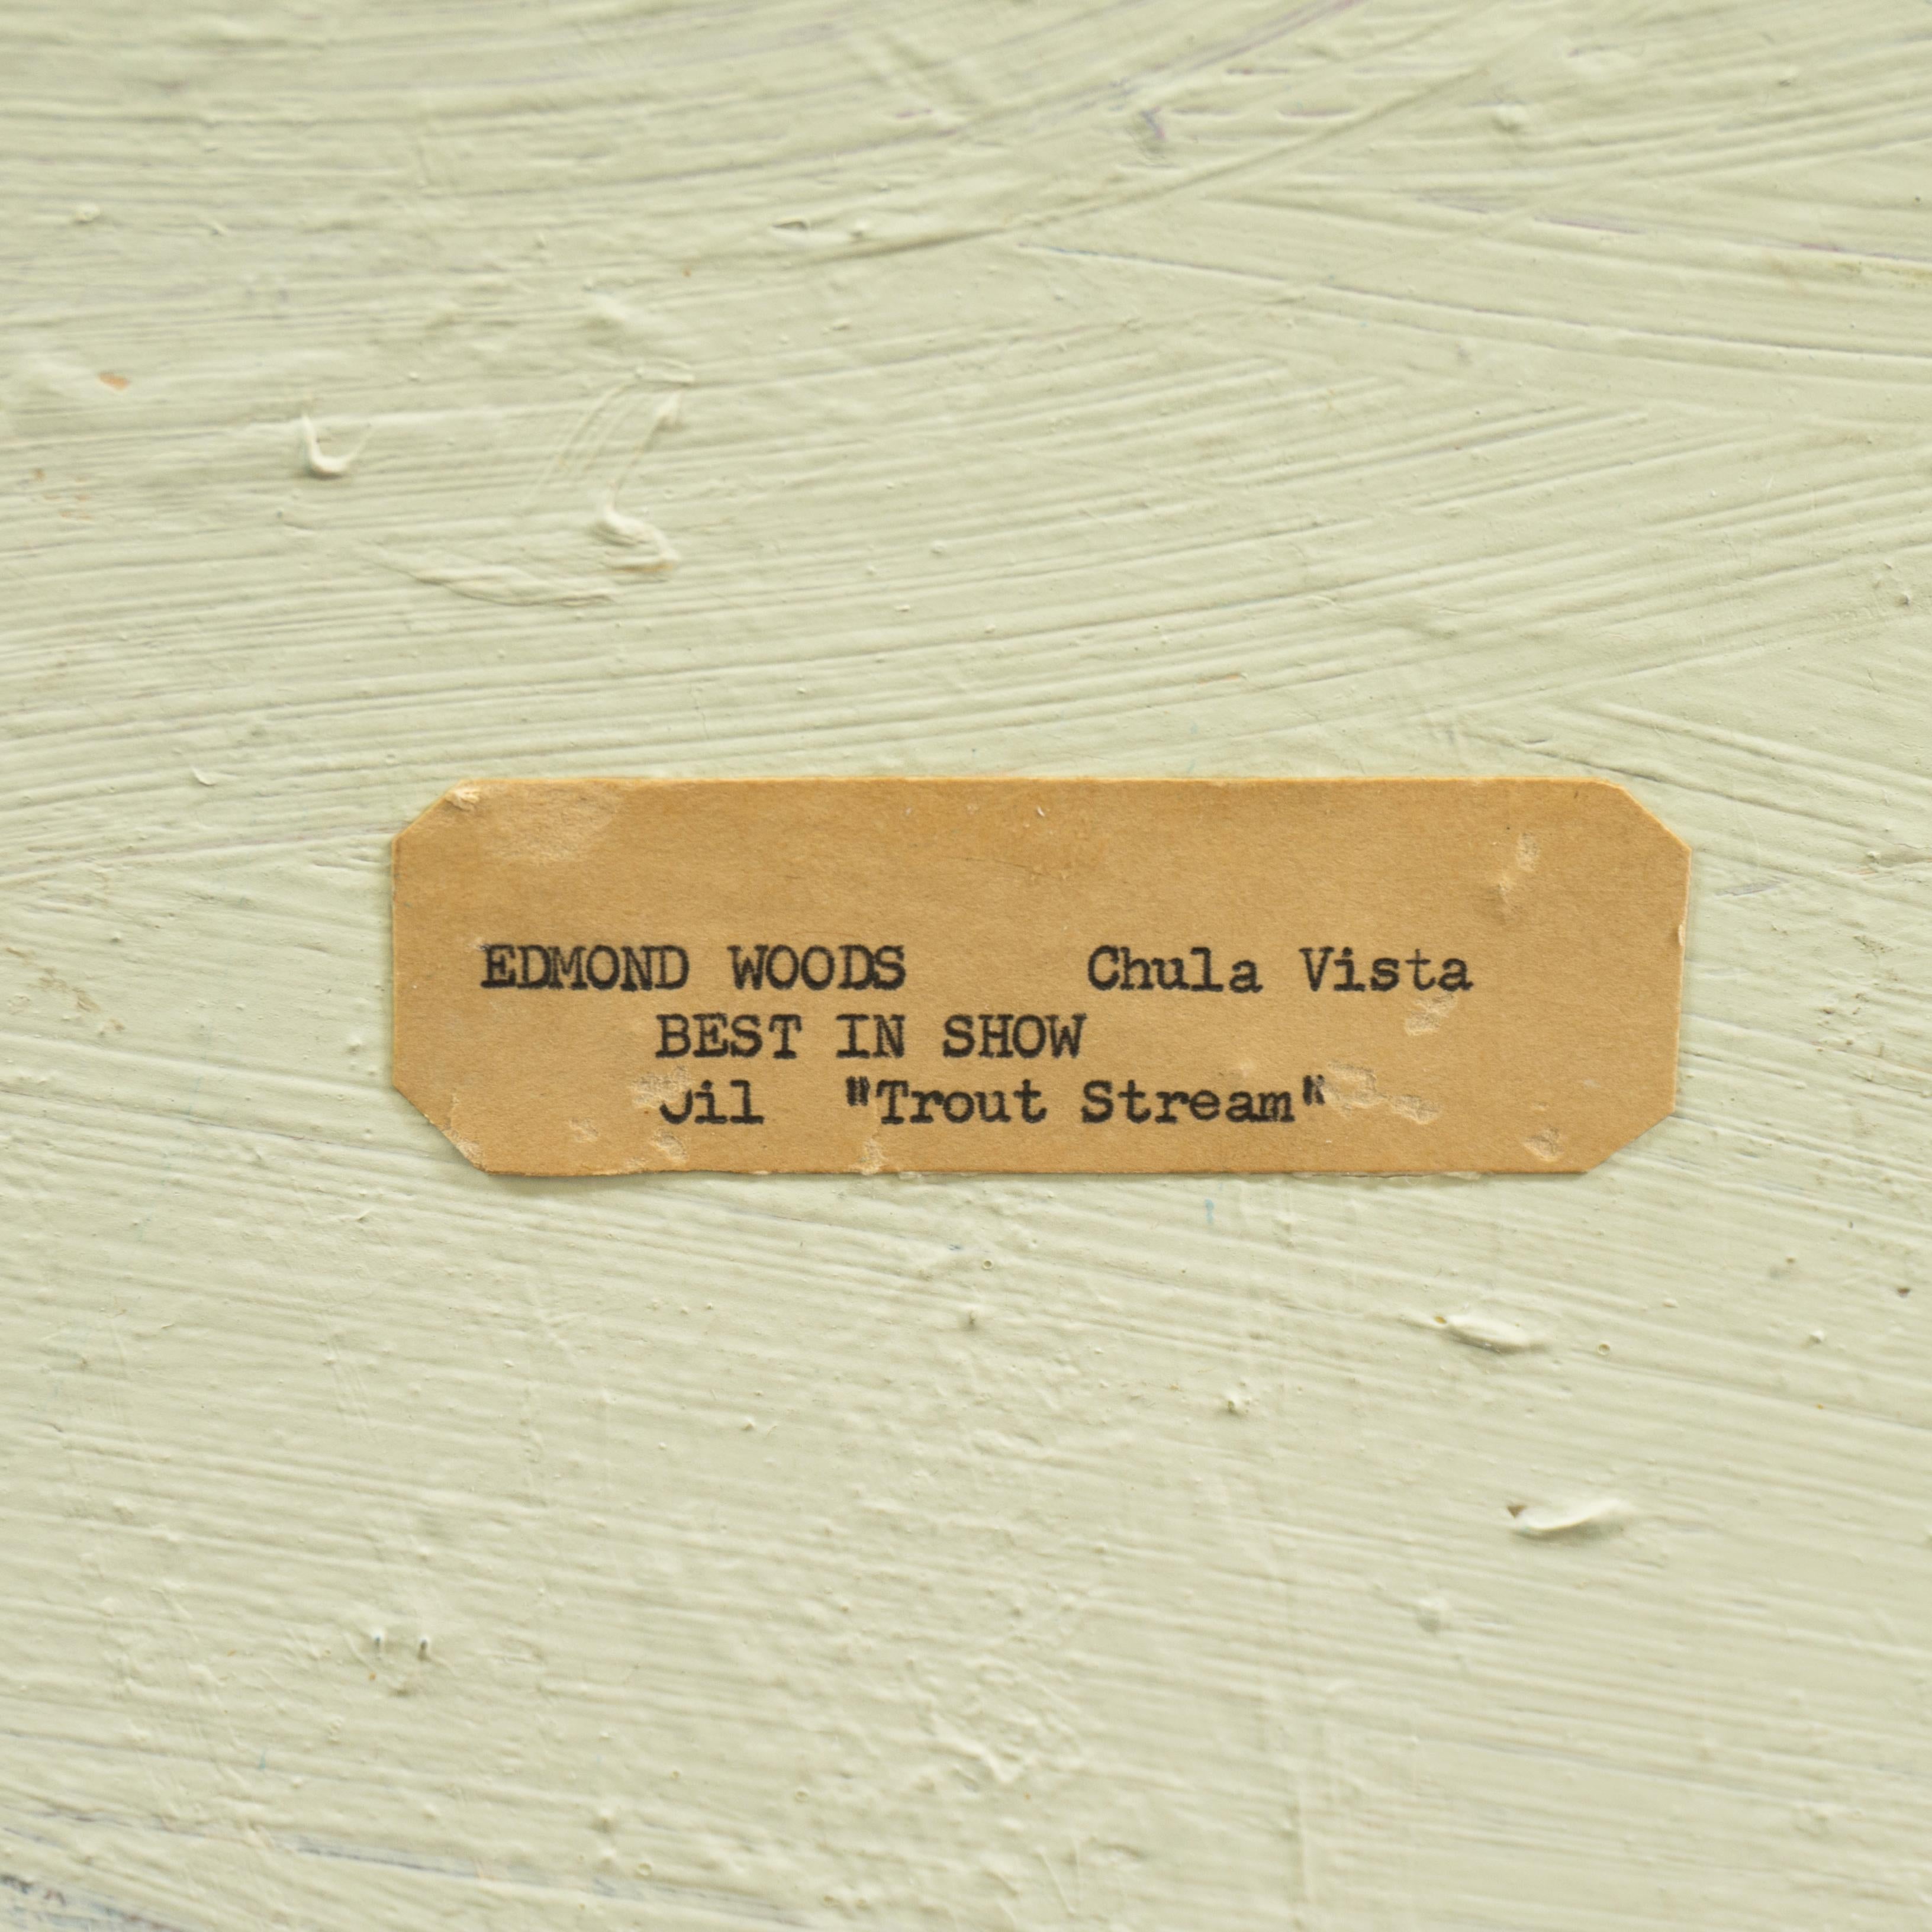 EDMOND WOODS Chula Vista
BEST IN SHOW
Oil "Trout Stream"